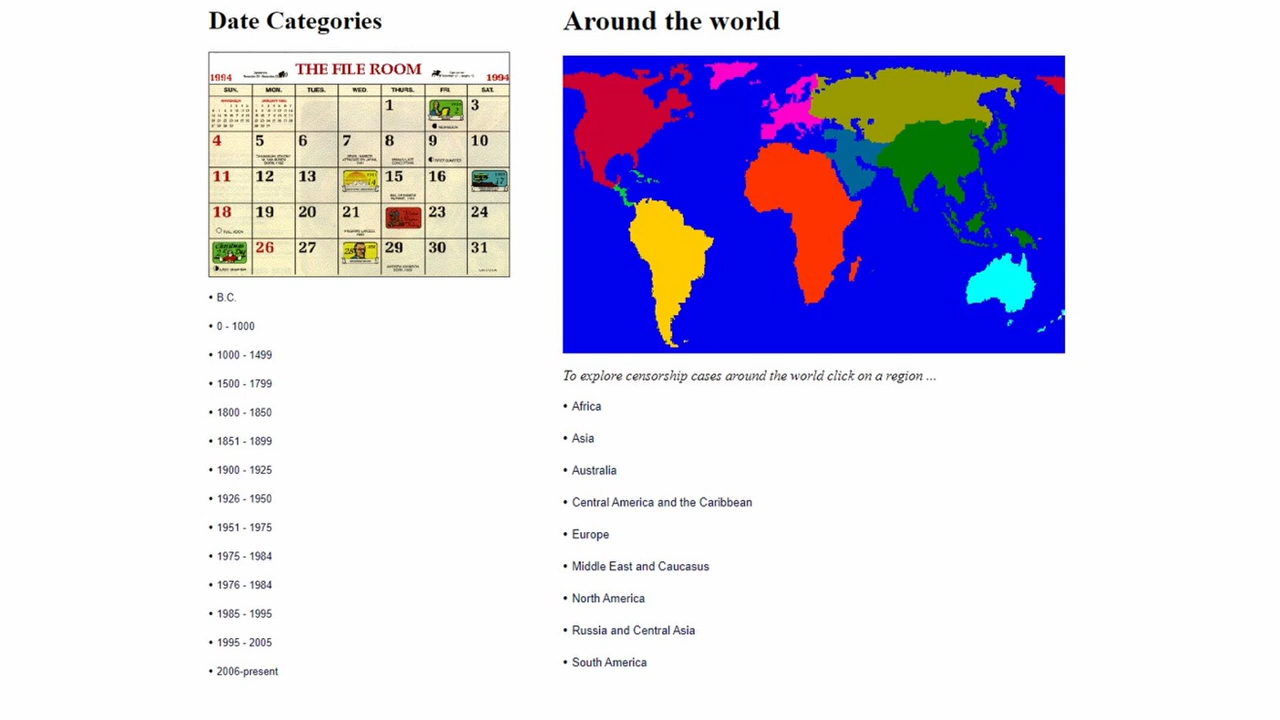 Date Categories
THE FILE ROOM
1994
1994
SUN. MON. TUES. WED. THURS. FRI. SAT.
1 3
4 5 6 7 8 9 10
11 12 13 15 16 17
18 19 20 21 23 24
26 27 28 29 30 31
• B.C.
• 0 - 1000
• 1000 - 1499
• 1500 - 1799
• 1800 - 1850
• 1851 - 1899
• 1900 - 1925
• 1926 - 1950
• 1951 - 1975
• 1975 - 1984
• 1976 - 1984
• 1985 - 1995
• 1995 - 2005
• 2006-present
Around the world
To explore censorship cases around the world click on a region ...
• Africa
• Asia
• Australia
• Central America and the Caribbean
• Europe
• Middle East and Caucasus
• North America
• Russia and Central Asia
• South America